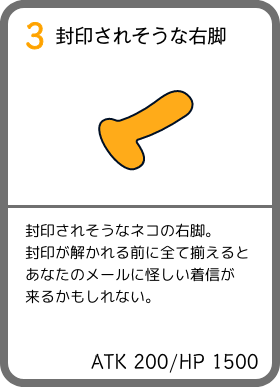 3 封印されそうな右脚
封印されそうなネコの右脚。
封印が解かれる前に全て揃えると
あなたのメールに怪しい着信が
来るかもしれない。
ATK 200/HP 1500